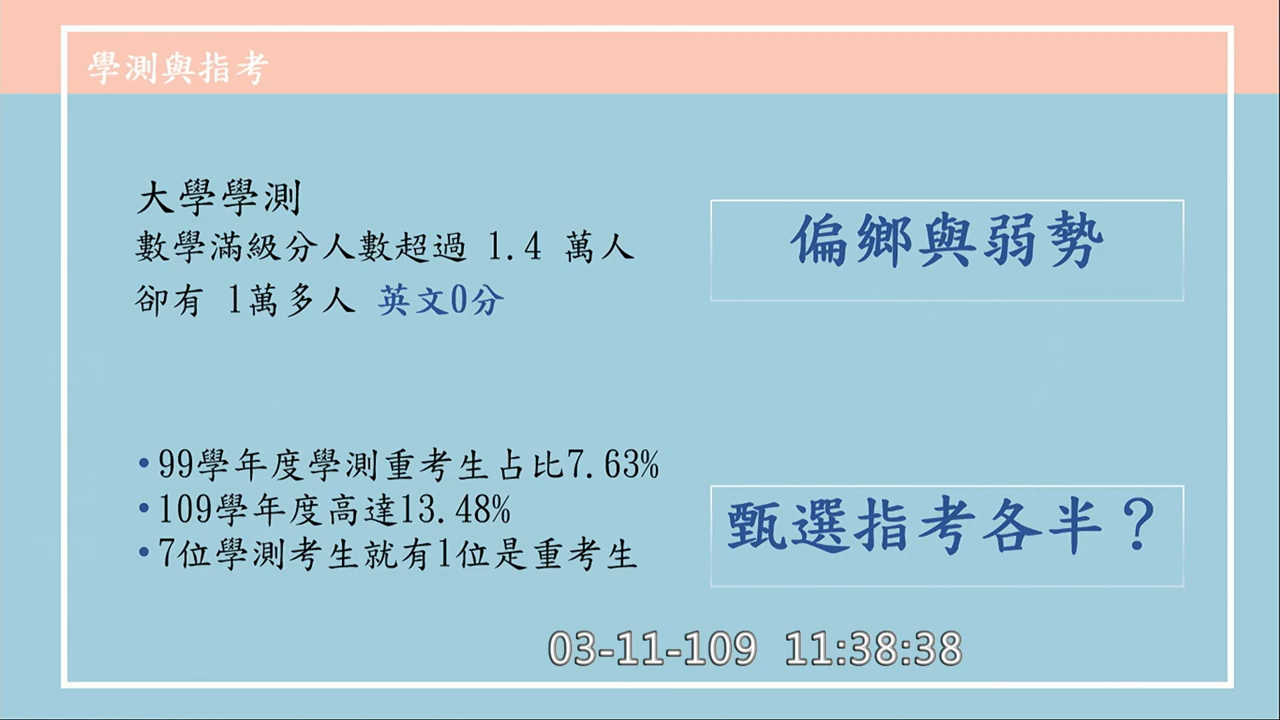 學測與指考
大學學測
數學滿級分人數超過 1.4 萬人
卻有 1萬多人 英文0分
偏鄉與弱勢
•99學年度學測重考生占比7.63%
•109學年度高達13.48%
•7位學測考生就有1位是重考生
甄選指考各半？
03-11-109 11:38:38